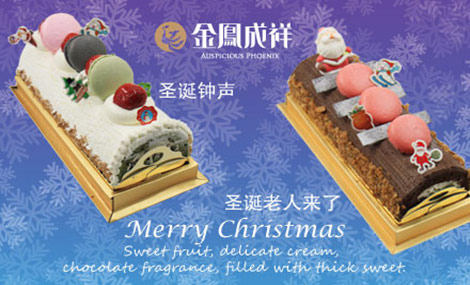 金鳳成祥
AUSPICIOUS PHOENIX
圣诞钟声
圣诞老人来了
Merry Christmas
Sweet fruit, delicate cream,
chocolate fragrance, filled with thick sweet.